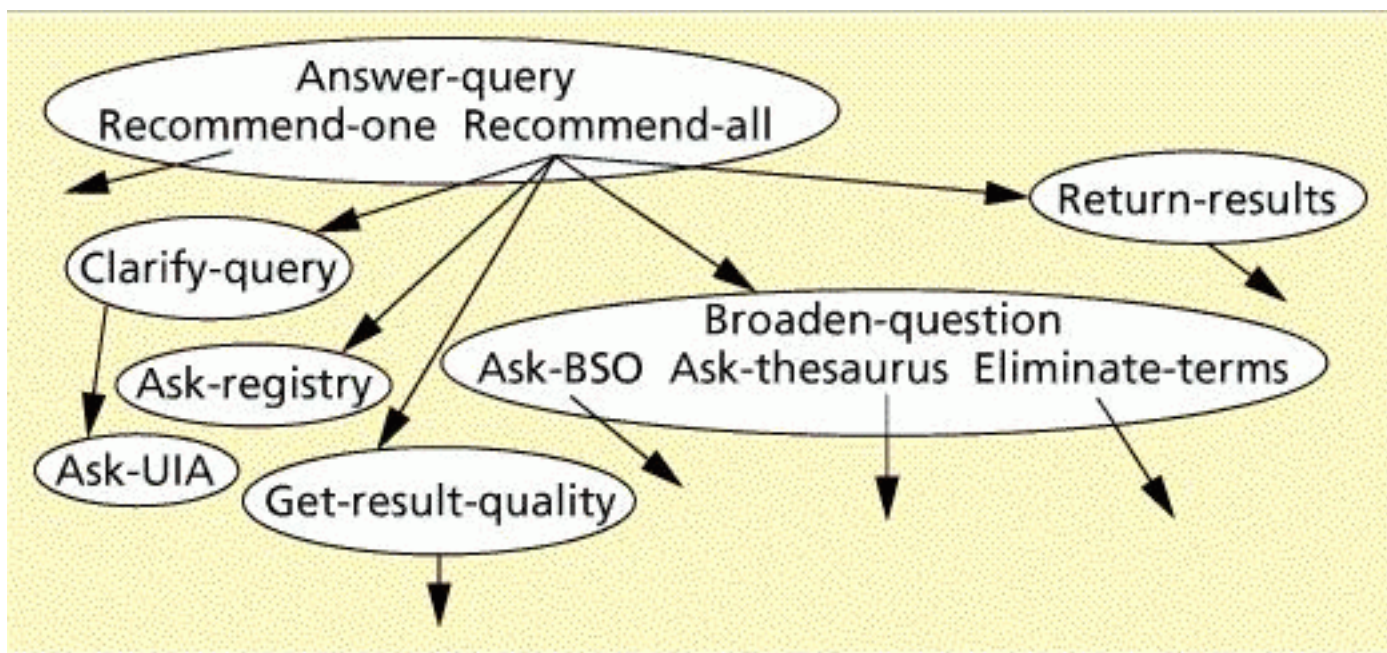 Answer-query
Recommend-one Recommend-all
Return-results
Clarify-query
Broaden-question
Ask-BSO Ask-thesaurus Eliminate-terms
Ask-registry
Ask-UIA
Get-result-quality